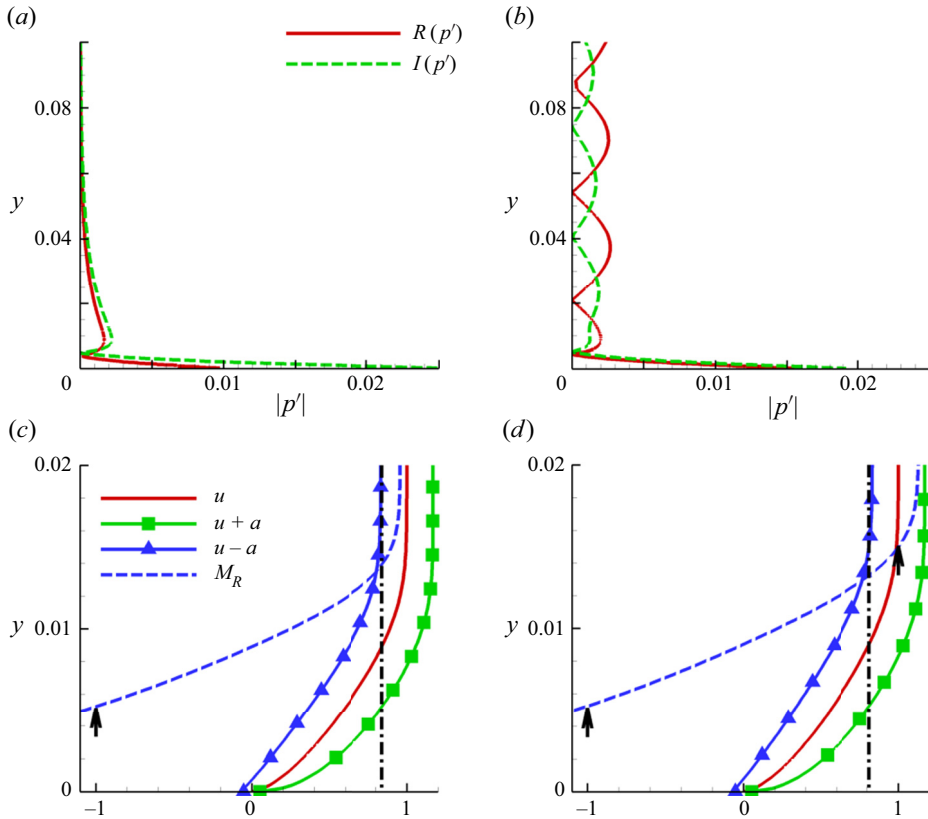 (a)
R(p′)
I(p′)
0.08
y
0.04
0
0.01
0.02
|p′|
(b)
0.08
y
0.04
0
0.01
0.02
|p′|
(c)
0.02
u
u + a
u – a
M_R
y
0.01
0
–1
0
1
(d)
0.02
y
0.01
0
–1
0
1